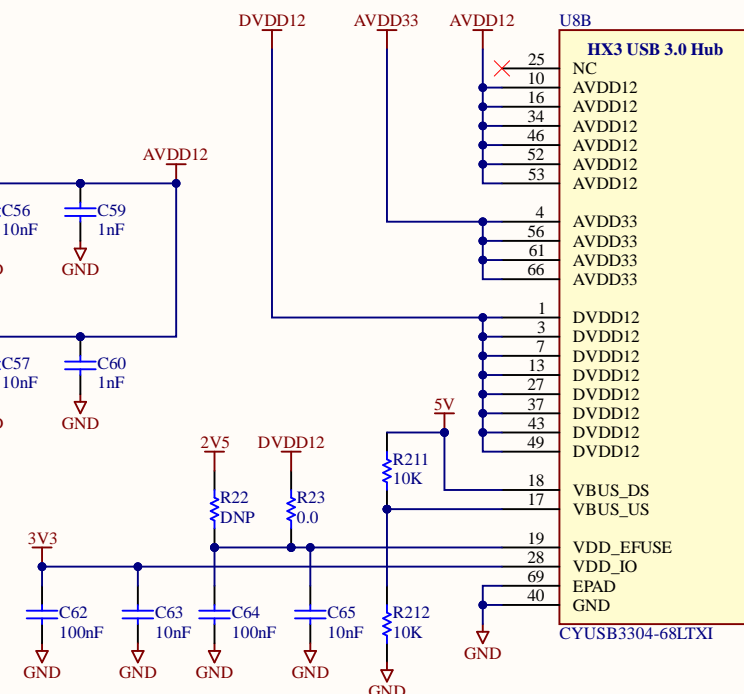 DVDD12
AVDD33
AVDD12
U8B
HX3 USB 3.0 Hub
25
NC
10
AVDD12
16
AVDD12
34
AVDD12
46
AVDD12
52
AVDD12
53
AVDD12
4
AVDD33
56
AVDD33
61
AVDD33
66
AVDD33
1
DVDD12
3
DVDD12
7
DVDD12
13
DVDD12
27
DVDD12
37
DVDD12
43
DVDD12
49
DVDD12
18
VBUS_DS
17
VBUS_US
19
VDD_EFUSE
28
VDD_IO
69
EPAD
40
GND
CYUSB3304-68LTXI
GND
AVDD12
C56
10nF
C59
1nF
GND
C57
10nF
C60
1nF
GND
5V
R211
10K
2V5
DVDD12
R22
DNP
R23
0.0
3V3
C62
100nF
C63
10nF
C64
100nF
C65
10nF
R212
10K
GND
GND
GND
GND
GND